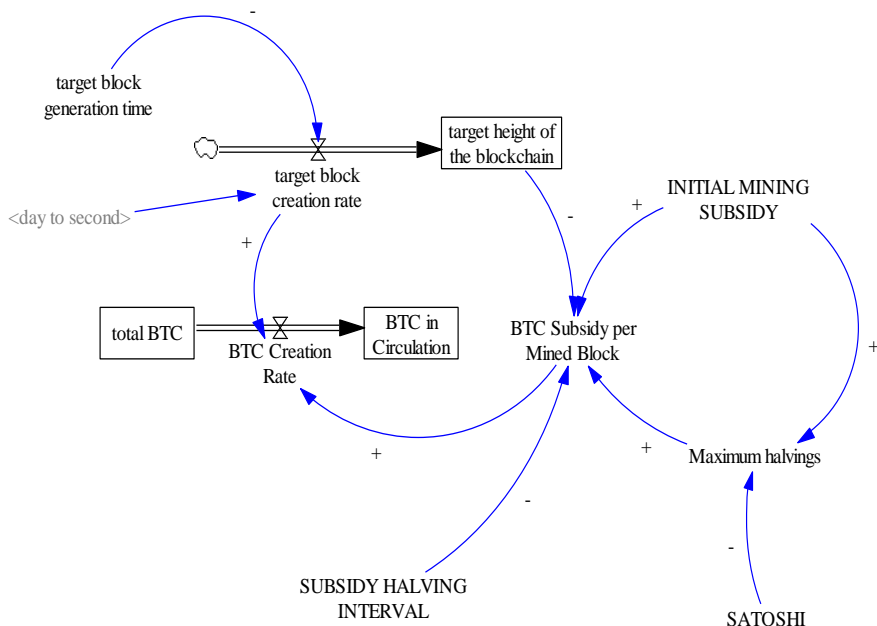 -
target block
generation time
target height of
the blockchain
target block
creation rate
INITIAL MINING
SUBSIDY
<day to second>
+
-
+
total BTC
BTC in
Circulation
BTC Creation
Rate
BTC Subsidy per
Mined Block
+
+
+
Maximum halvings
-
-
SUBSIDY HALVING
INTERVAL
SATOSHI